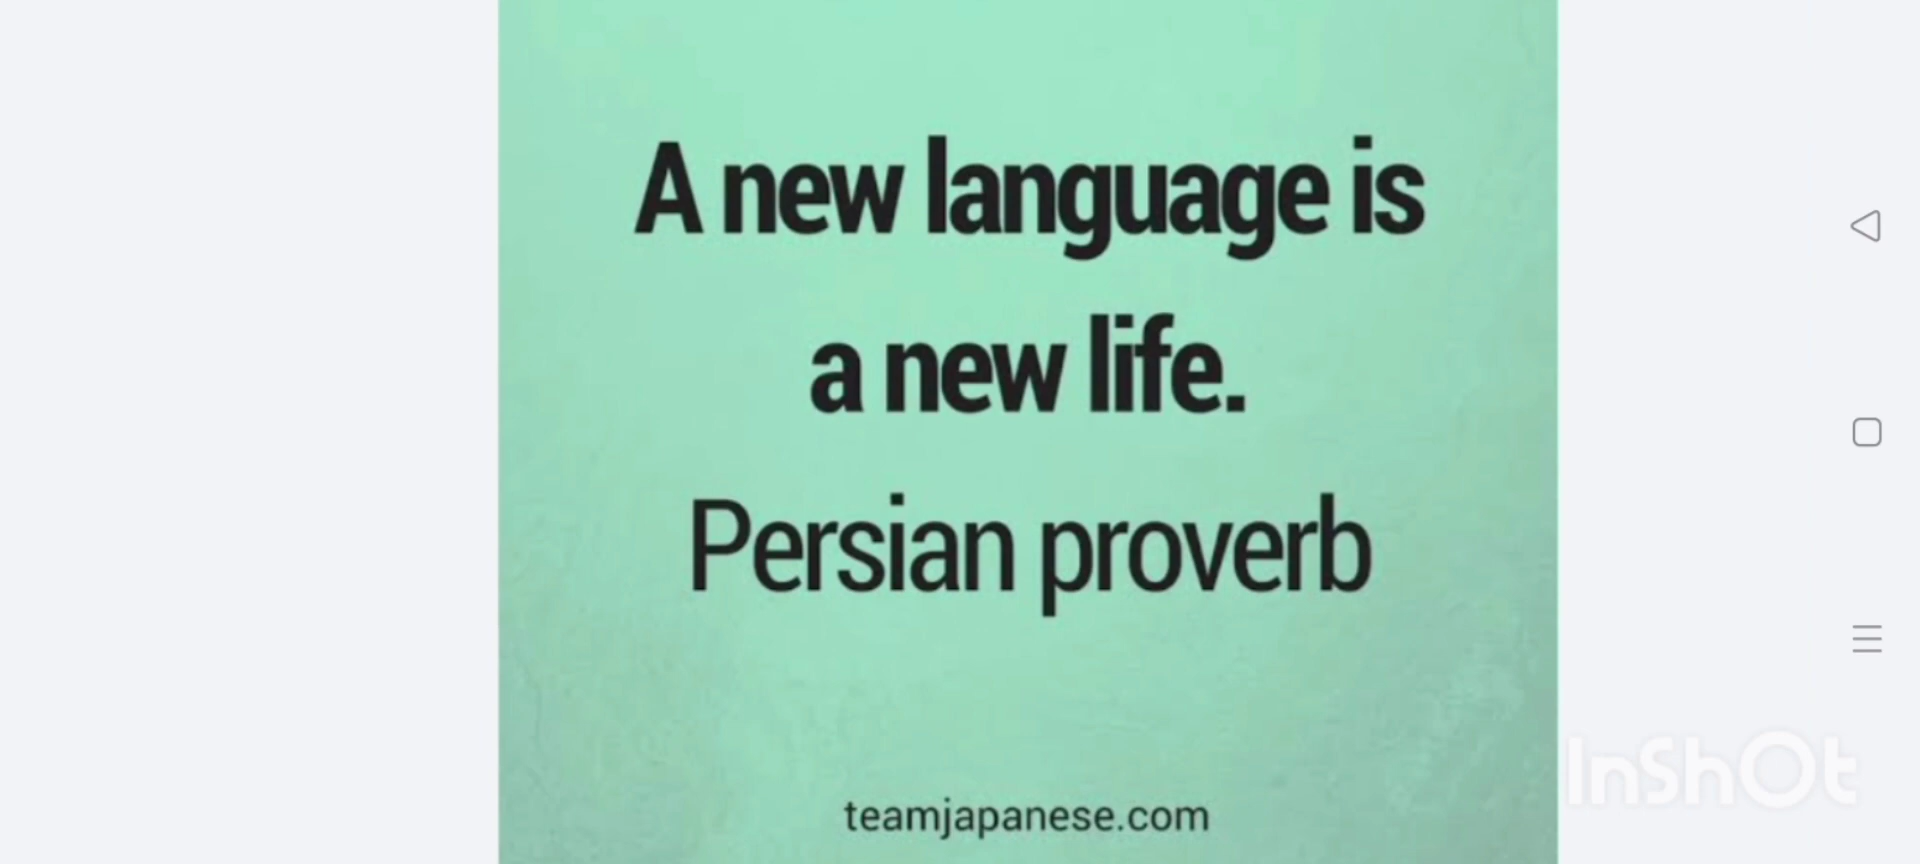 A new language is
a new life.
Persian proverb
teamjapanese.com
InShOt